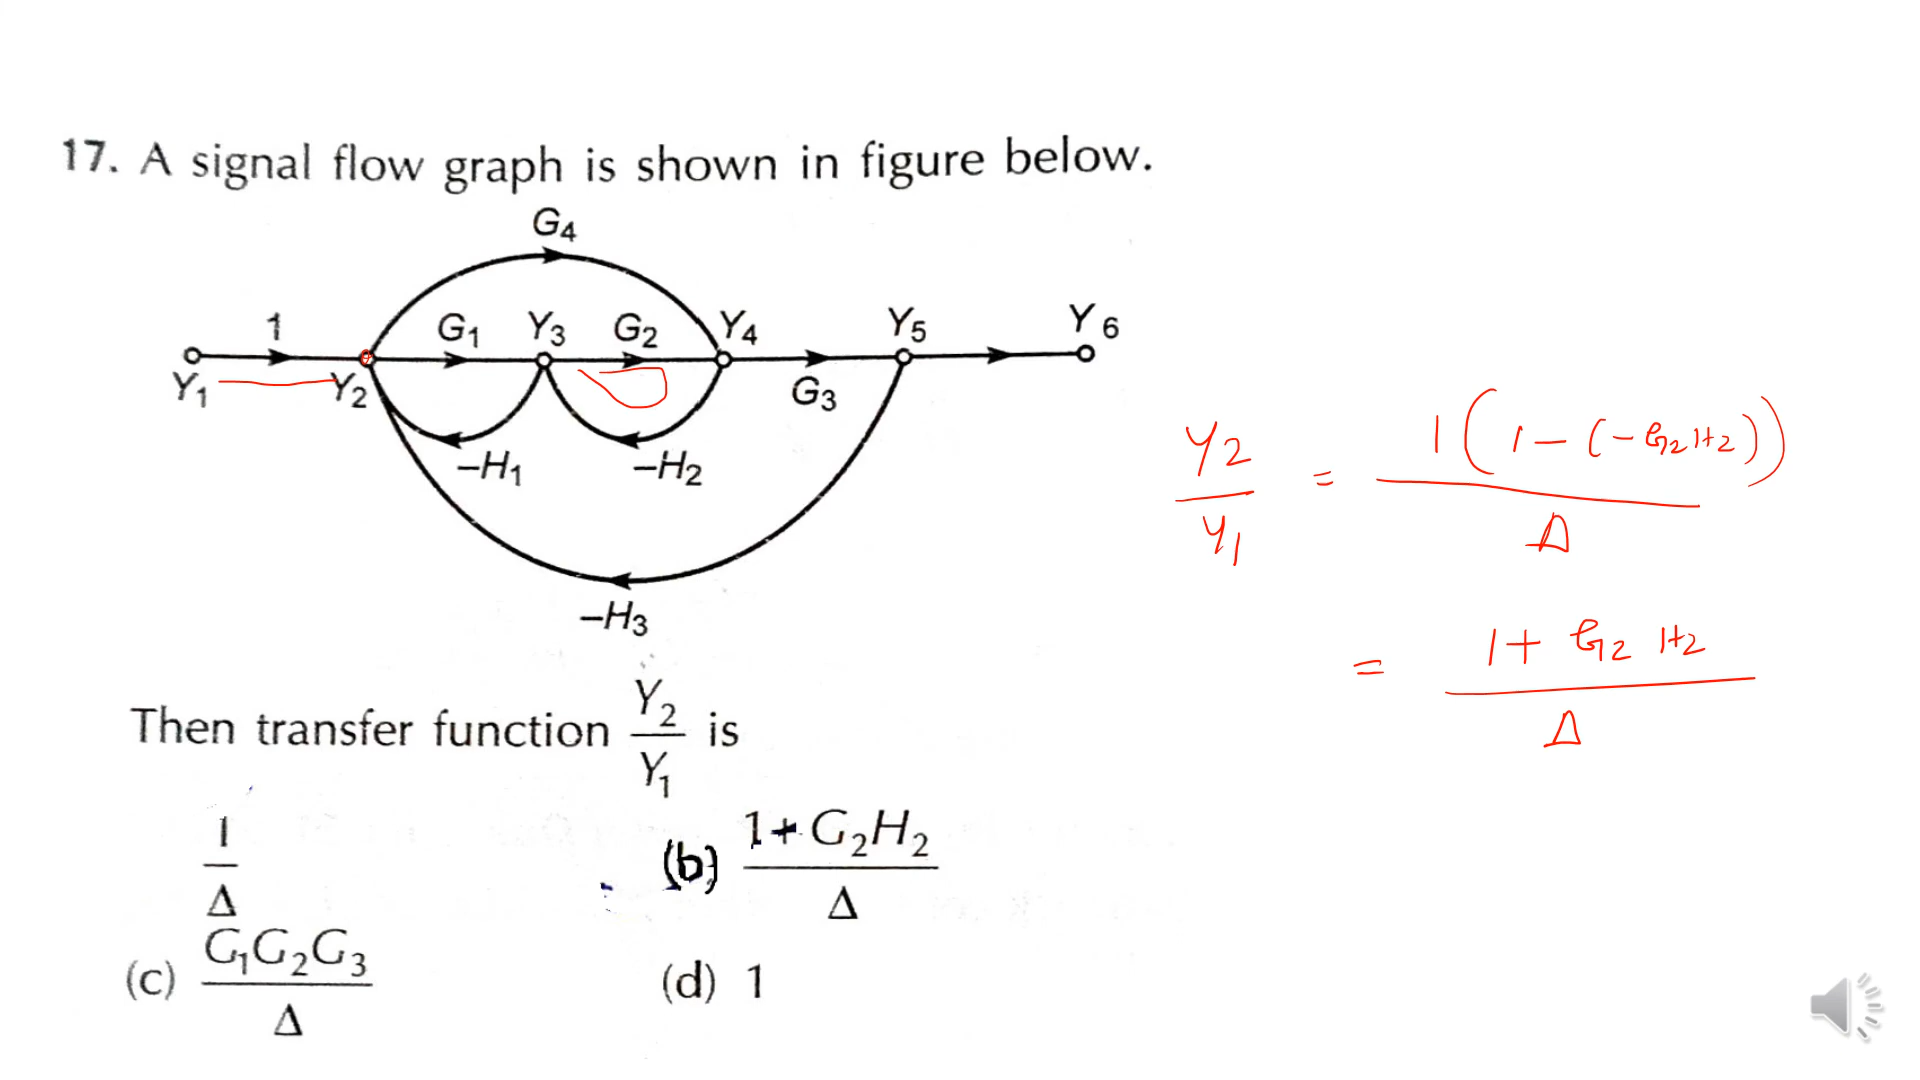 17. A signal flow graph is shown in figure below.
G4
1 G1 Y3 G2 Y4 Y5 Y6
Y1 Y2 G3
–H1 –H2
–H3
Then transfer function Y2/Y1 is
1/Δ
(b) 1+G2H2/Δ
(c) G1G2G3/Δ
(d) 1
Y2/Y1 = 1(1-(-G2H2))/Δ
= 1+G2H2/Δ